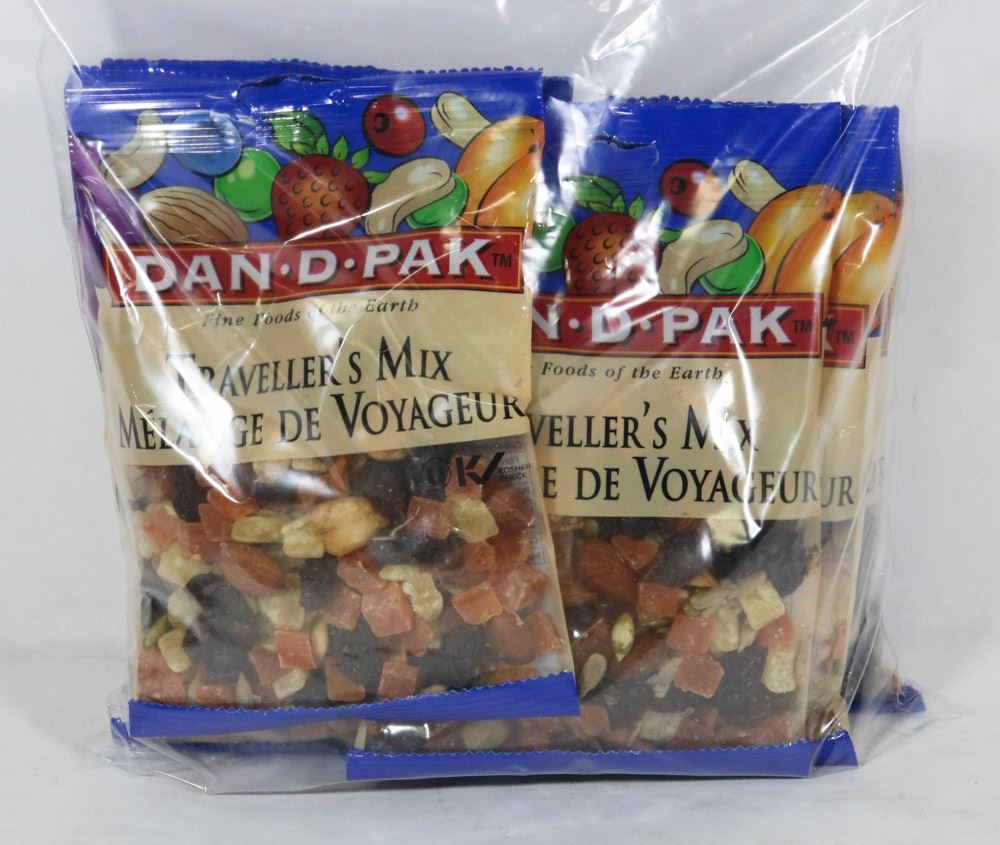 DAN·D·PAK™
Fine Foods of the Earth
TRAVELLER'S MIX
MÉLANGE DE VOYAGEUR
KOSHER
CHECK
N·D·PAK™
Foods of the Earth
VELLER'S MIX
E DE VOYAGEUR
TM
UR